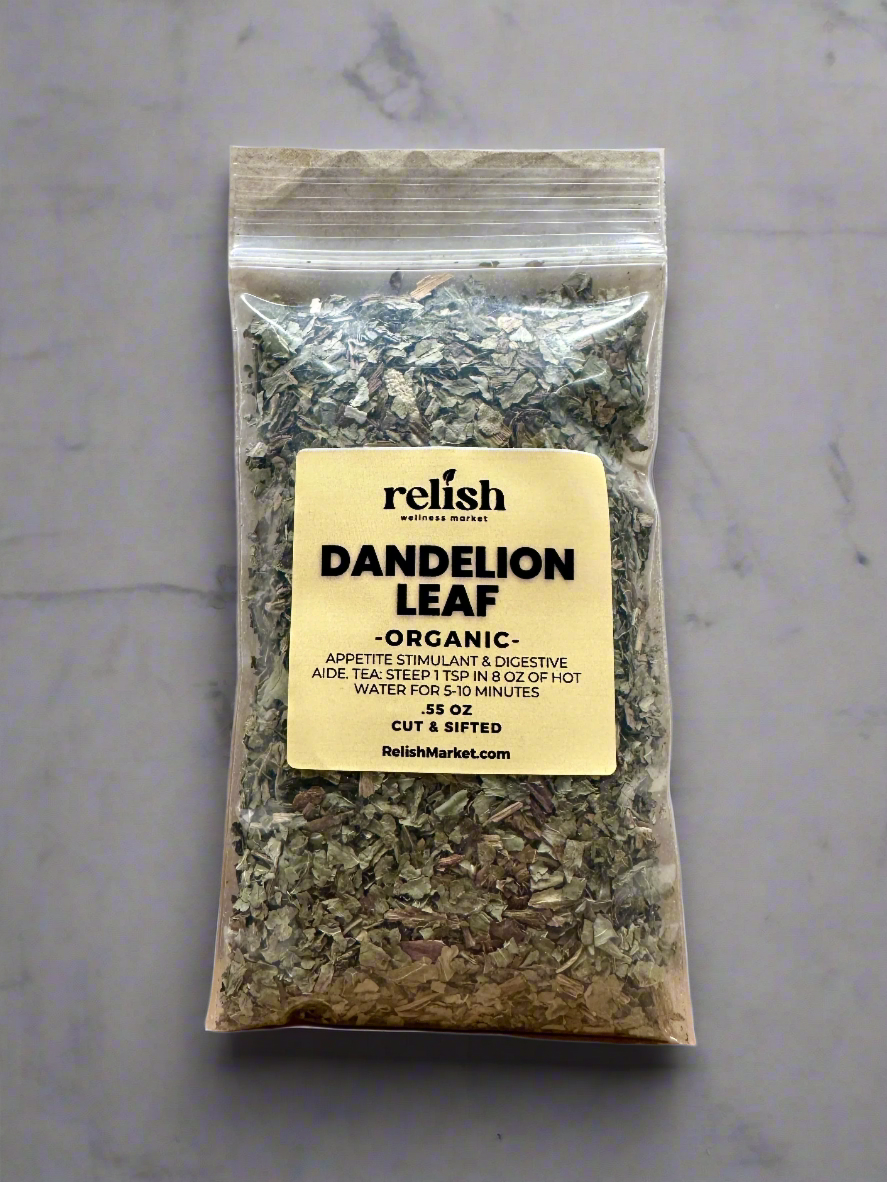 relish
wellness market
DANDELION
LEAF
-ORGANIC-
APPETITE STIMULANT & DIGESTIVE
AIDE. TEA: STEEP 1 TSP IN 8 OZ OF HOT
WATER FOR 5-10 MINUTES
.55 OZ
CUT & SIFTED
RelishMarket.com